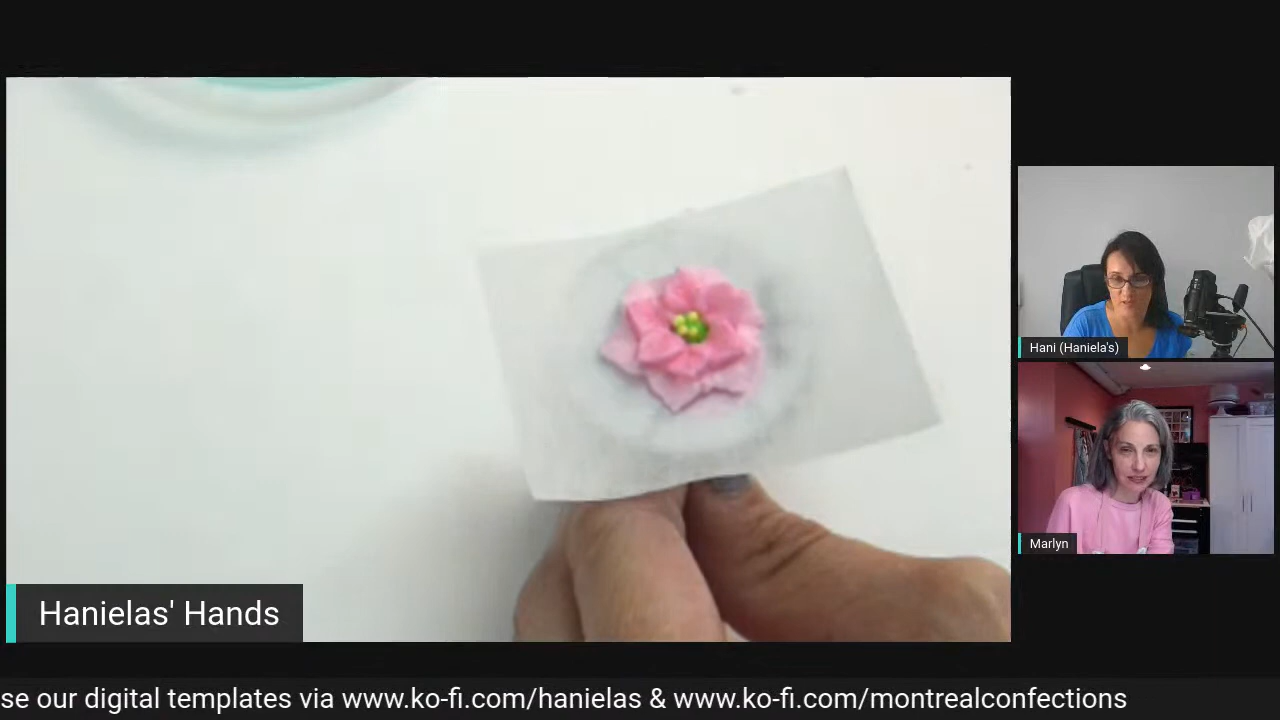 Hani (Haniela's)
Marlyn
Hanielas' Hands
se our digital templates via www.ko-fi.com/hanielas & www.ko-fi.com/montrealconfections